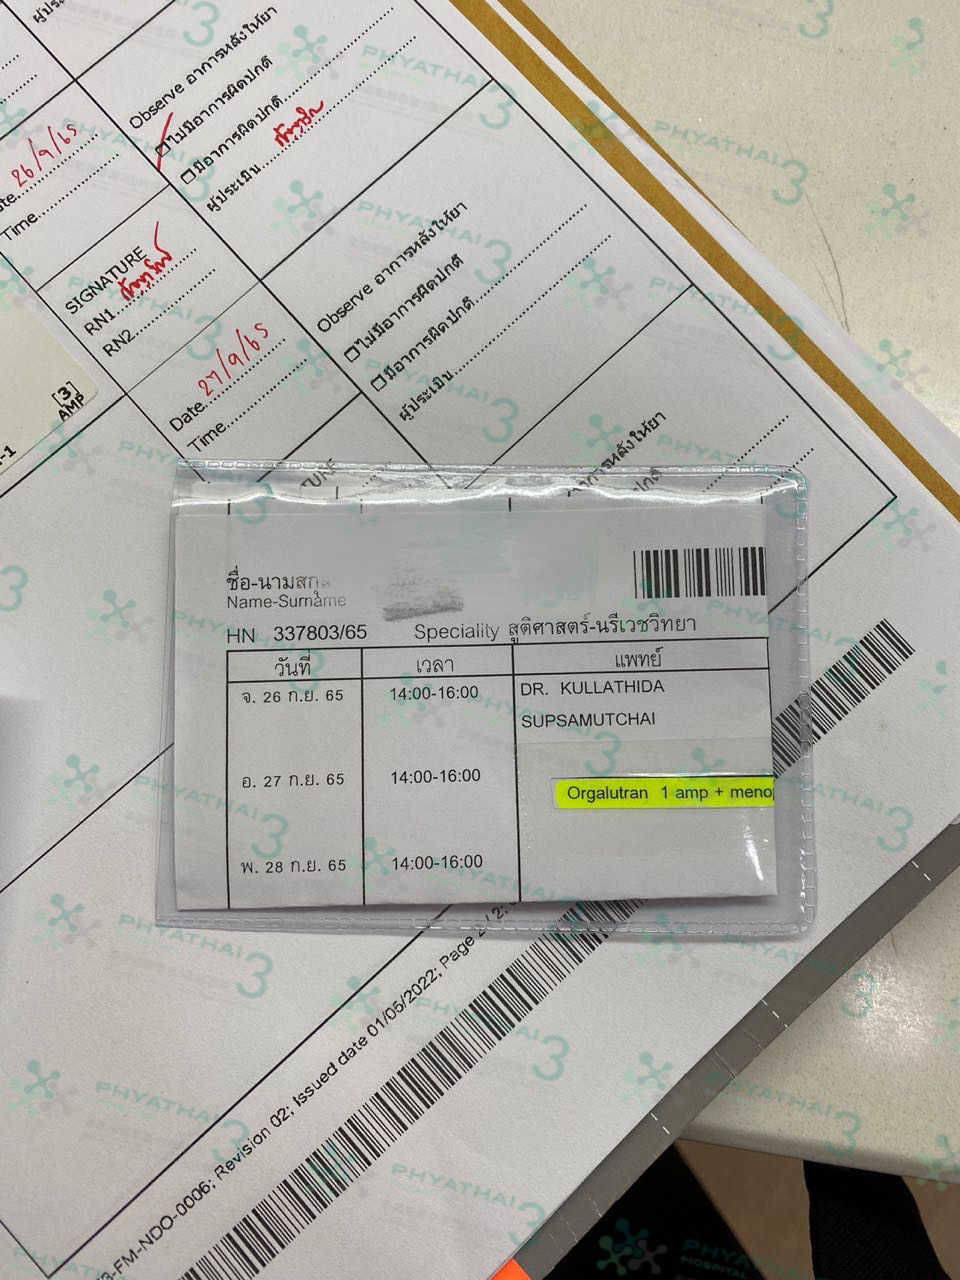 Observe อาการหลังให้ยา
ไม่มีอาการผิดปกติ
มีอาการผิดปกติ
ผู้ประเมิน
26/9/65
Time
SIGNATURE
RN1
RN2
Date 27/9/65
Time
Observe อาการหลังให้ยา
ไม่มีอาการผิดปกติ
มีอาการผิดปกติ
ผู้ประเมิน
[3]
AMP
ชื่อ-นามสกุล
Name-Surname
HN 337803/65 Speciality สูติศาสตร์-นรีเวชวิทยา
วันที่ เวลา แพทย์
จ. 26 ก.ย. 65 14:00-16:00 DR. KULLATHIDA
SUPSAMUTCHAI
อ. 27 ก.ย. 65 14:00-16:00
Orgalutran 1 amp + meno
พ. 28 ก.ย. 65 14:00-16:00
-FM-NDO-0006; Revision 02; Issued date 01/05/2022; Page 2/2;
PHYATHAI 3
HOSPITAL